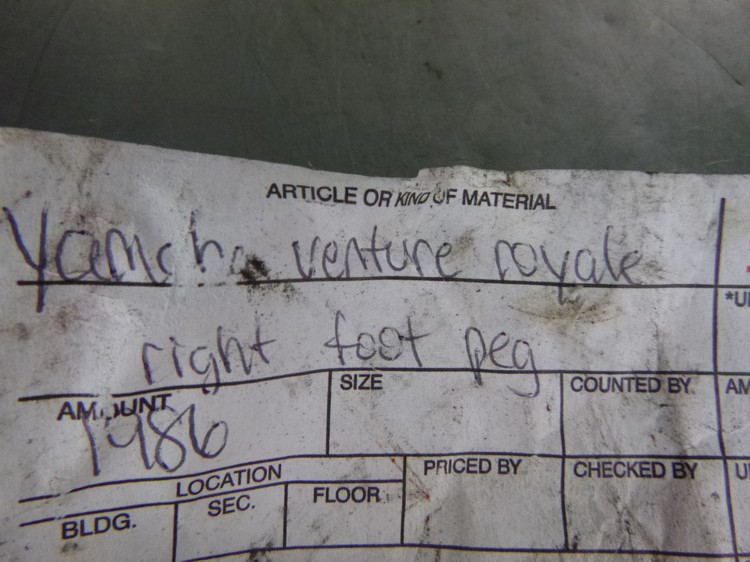 ARTICLE OR KIND OF MATERIAL
Yamaha venture royale
*U
right foot peg
AMOUNT
SIZE
COUNTED BY
AM
1986
LOCATION
PRICED BY
CHECKED BY
U
BLDG.
SEC.
FLOOR